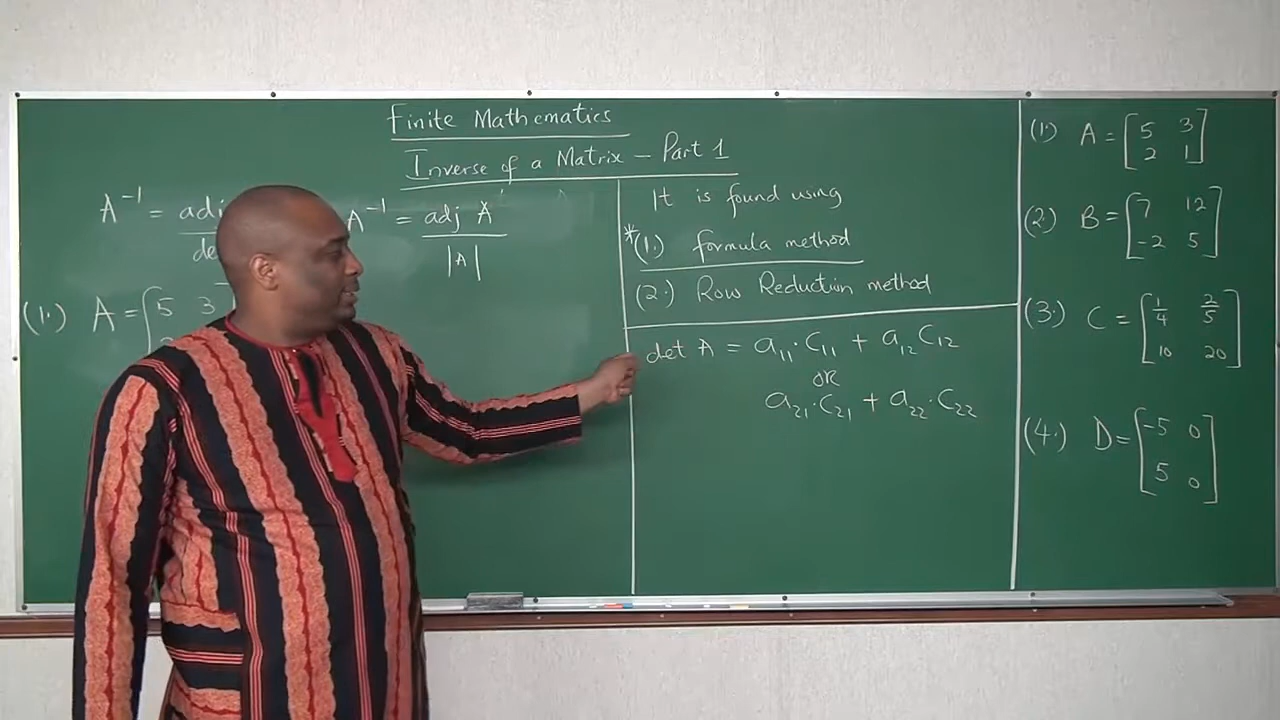 Finite Mathematics
Inverse of a Matrix – Part 1
A⁻¹ =
A⁻¹ = adj A / |A|
(1.) A = [5 3
It is found using
*(1.) formula method
(2.) Row Reduction method
det A = a₁₁·C₁₁ + a₁₂C₁₂
OR
a₂₁·C₂₁ + a₂₂·C₂₂
(1.) A = [5 3
2 1]
(2) B = [7 12
-2 5]
(3.) C = [1/4 2/5
10 20]
(4.) D = [-5 0
5 0]